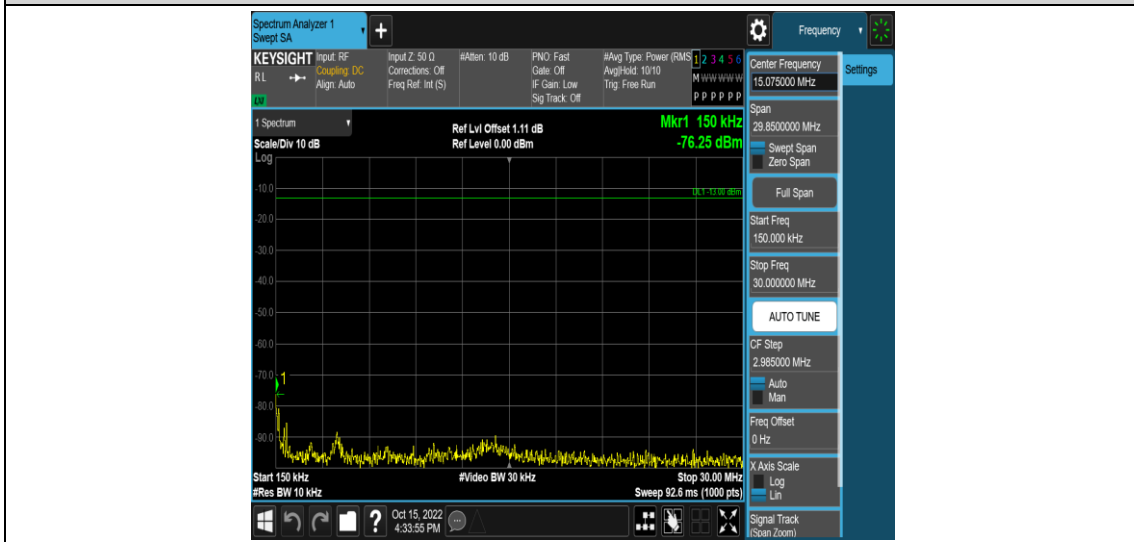 Spectrum Analyzer 1
Swept SA
+
Frequency
KEYSIGHT
RL
LXI
Input: RF
Coupling: DC
Align: Auto
Input Z: 50 Ω
Corrections: Off
Freq Ref: Int (S)
#Atten: 10 dB
PNO: Fast
Gate: Off
IF Gain: Low
Sig Track: Off
#Avg Type: Power (RMS
Avg|Hold: 10/10
Trig: Free Run
1 2 3 4 5 6
M W W W W W
P P P P P P
1 Spectrum
Scale/Div 10 dB
Log
Ref Lvl Offset 1.11 dB
Ref Level 0.00 dBm
Mkr1 150 kHz
-76.25 dBm
-10.0
DL1 -13.00 dBm
-20.0
-30.0
-40.0
-50.0
-60.0
-70.0
1
-80.0
-90.0
Start 150 kHz
#Video BW 30 kHz
Stop 30.00 MHz
#Res BW 10 kHz
Sweep 92.6 ms (1000 pts)
?
Oct 15, 2022
4:33:55 PM
Center Frequency
15.075000 MHz
Settings
Span
29.8500000 MHz
Swept Span
Zero Span
Full Span
Start Freq
150.000 kHz
Stop Freq
30.000000 MHz
AUTO TUNE
CF Step
2.985000 MHz
Auto
Man
Freq Offset
0 Hz
X Axis Scale
Log
Lin
Signal Track
(Span Zoom)